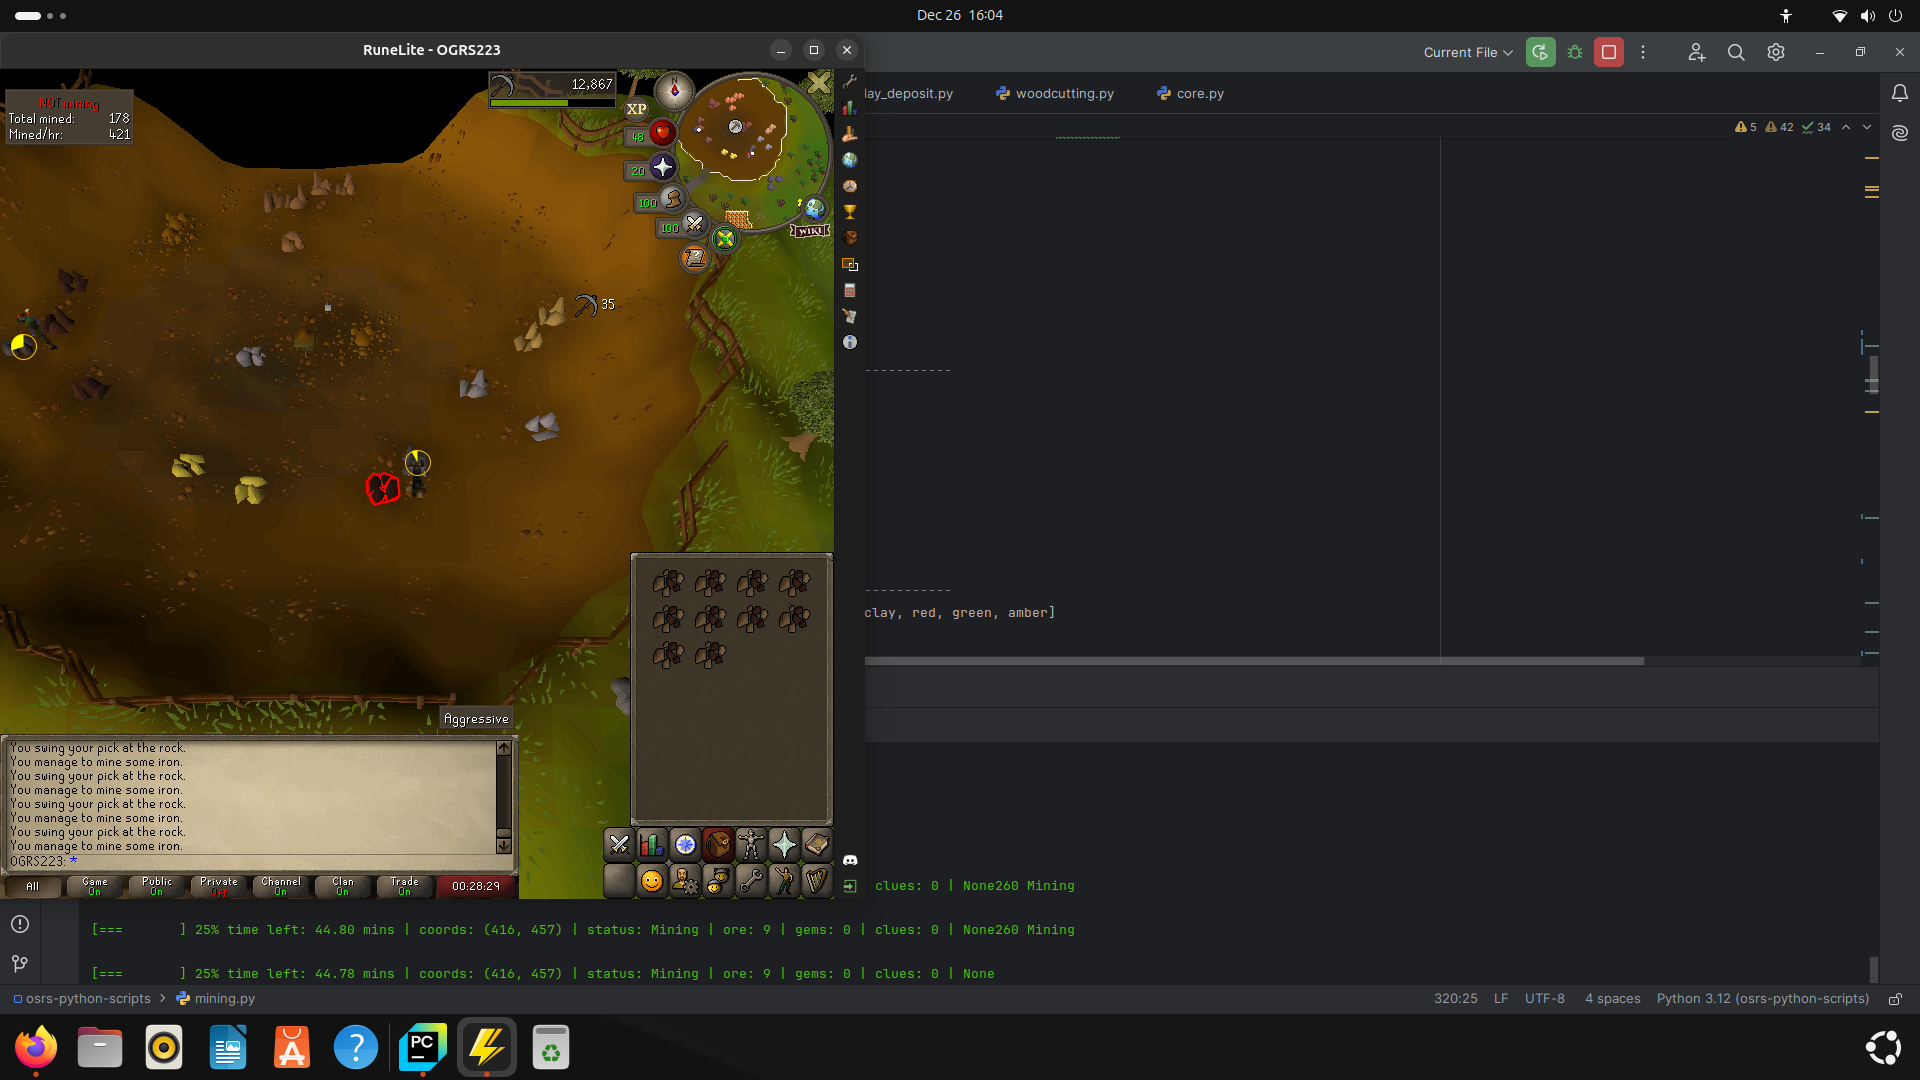 Dec 26 16:04
RuneLite - OGRS223
Current File
lay_deposit.py
woodcutting.py
core.py
5 42 34
NOT mining
Total mined: 178
Mined/hr: 421
12,867
XP
N
48
20
100
100
WIKI
35
-----------
-----------
clay, red, green, amber]
Aggressive
You swing your pick at the rock.
You manage to mine some iron.
You swing your pick at the rock.
You manage to mine some iron.
You swing your pick at the rock.
You manage to mine some iron.
You swing your pick at the rock.
You manage to mine some iron.
OGRS223: *
All
Game On
Public On
Private Off
Channel On
Clan On
Trade On
00:28:29
clues: 0 | None260 Mining
[===       ] 25% time left: 44.80 mins | coords: (416, 457) | status: Mining | ore: 9 | gems: 0 | clues: 0 | None260 Mining
[===       ] 25% time left: 44.78 mins | coords: (416, 457) | status: Mining | ore: 9 | gems: 0 | clues: 0 | None
osrs-python-scripts > mining.py
320:25 LF UTF-8 4 spaces Python 3.12 (osrs-python-scripts)
PC